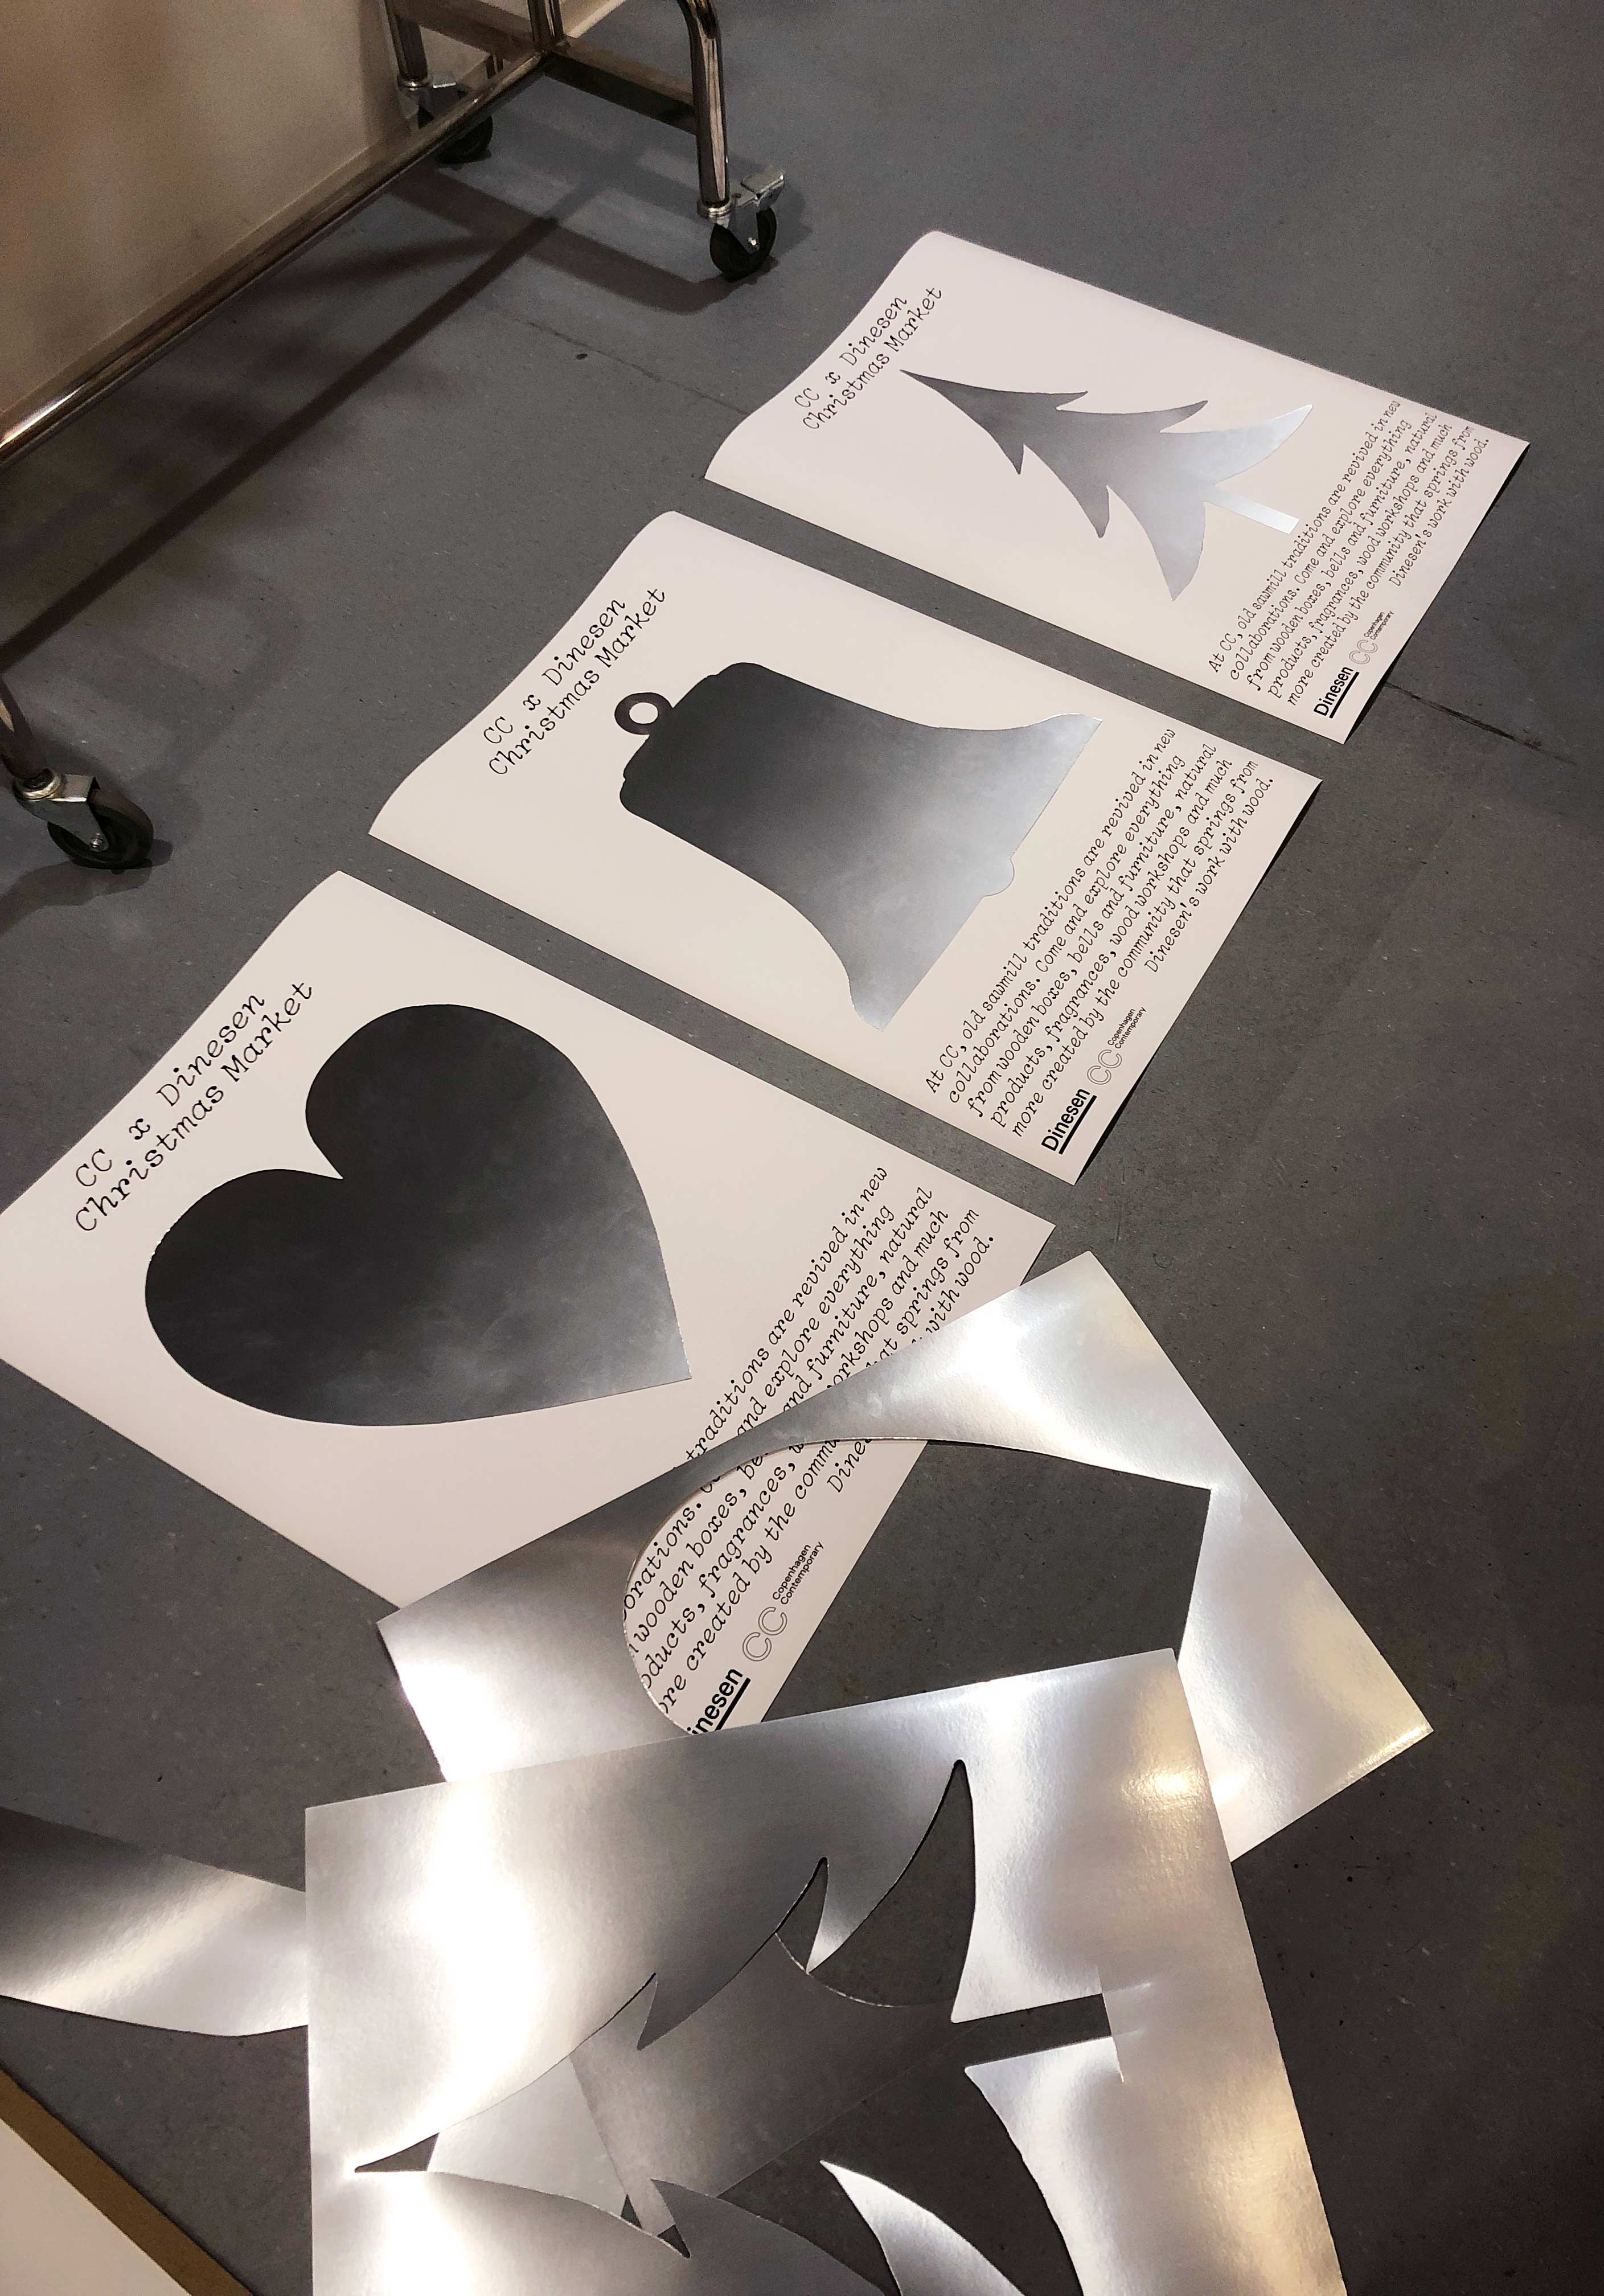 CC x Dinesen
Christmas Market
At CC, old sawmill traditions are revived in new
collaborations. Come and explore everything
from wooden boxes, bells and furniture, natural
products, fragrances, wood workshops and much
more created by the community that springs from
Dinesen's work with wood.
Dinesen
CC
Copenhagen
Contemporary
CC x Dinesen
Christmas Market
At CC, old sawmill traditions are revived in new
collaborations. Come and explore everything
from wooden boxes, bells and furniture, natural
products, fragrances, wood workshops and much
more created by the community that springs from
Dinesen's work with wood.
Dinesen
CC
Copenhagen
Contemporary
CC x Dinesen
Christmas Market
traditions are revived in new
and explore everything
wooden boxes, and furniture, natural
fragrances, and much
created by the springs from
with wood.
CC
Copenhagen
Contemporary